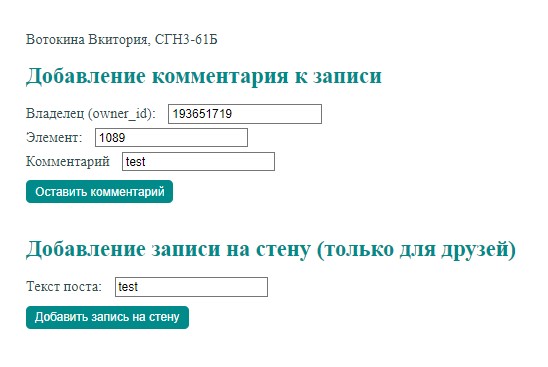 Вотокина Вкитория, СГН3-61Б
Добавление комментария к записи
Владелец (owner_id): 193651719
Элемент: 1089
Комментарий test
Оставить комментарий
Добавление записи на стену (только для друзей)
Текст поста: test
Добавить запись на стену